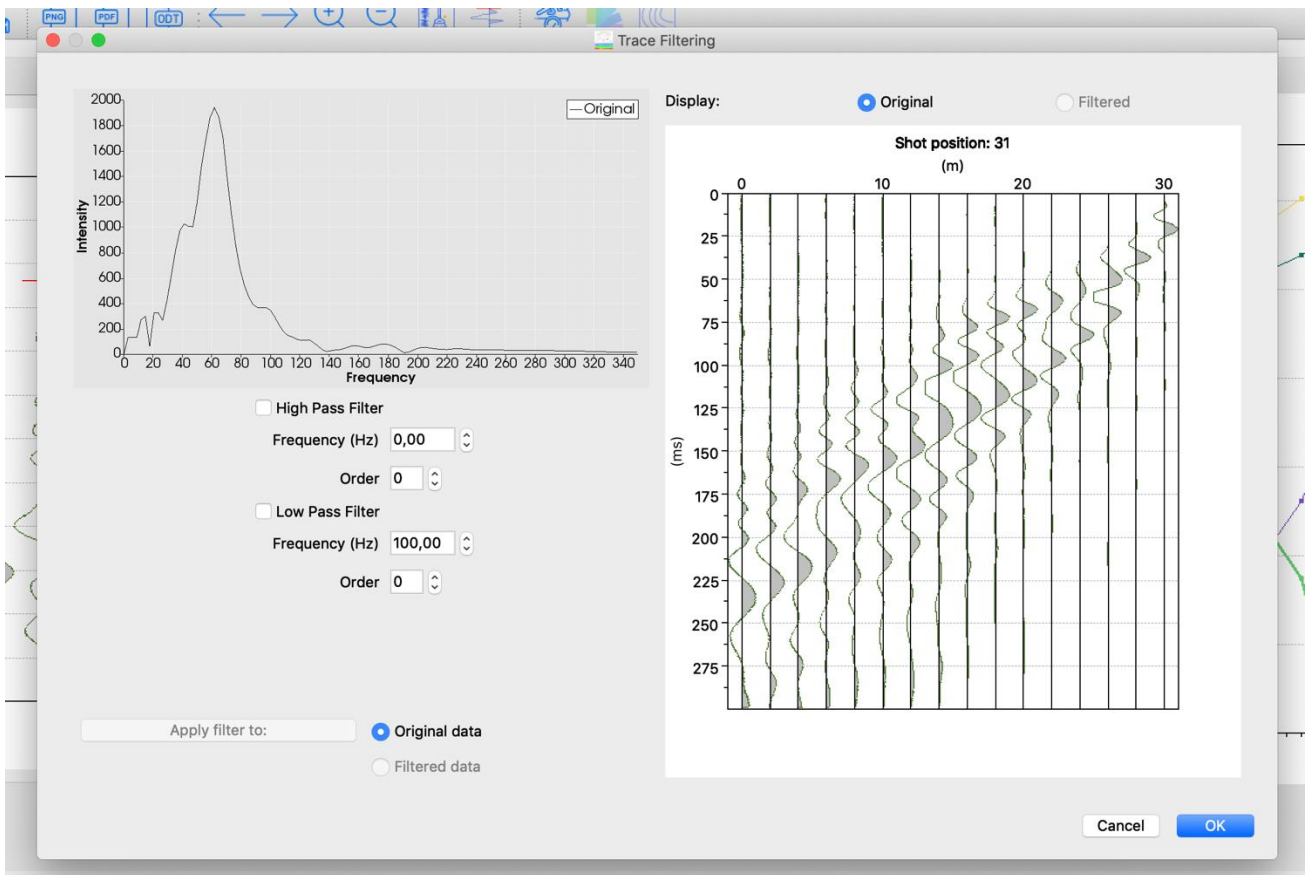 PNG PDF ODT
Trace Filtering
2000
1800
1600
1400
1200
1000
800
600
400
200
0
Intensity
Original
0 20 40 60 80 100 120 140 160 180 200 220 240 260 280 300 320 340
Frequency
High Pass Filter
Frequency (Hz) 0,00
Order 0
Low Pass Filter
Frequency (Hz) 100,00
Order 0
Apply filter to:
Original data
Filtered data
Display:
Original
Filtered
Shot position: 31
(m)
0 10 20 30
0
25
50
75
100
125
150
175
200
225
250
275
(ms)
Cancel
OK